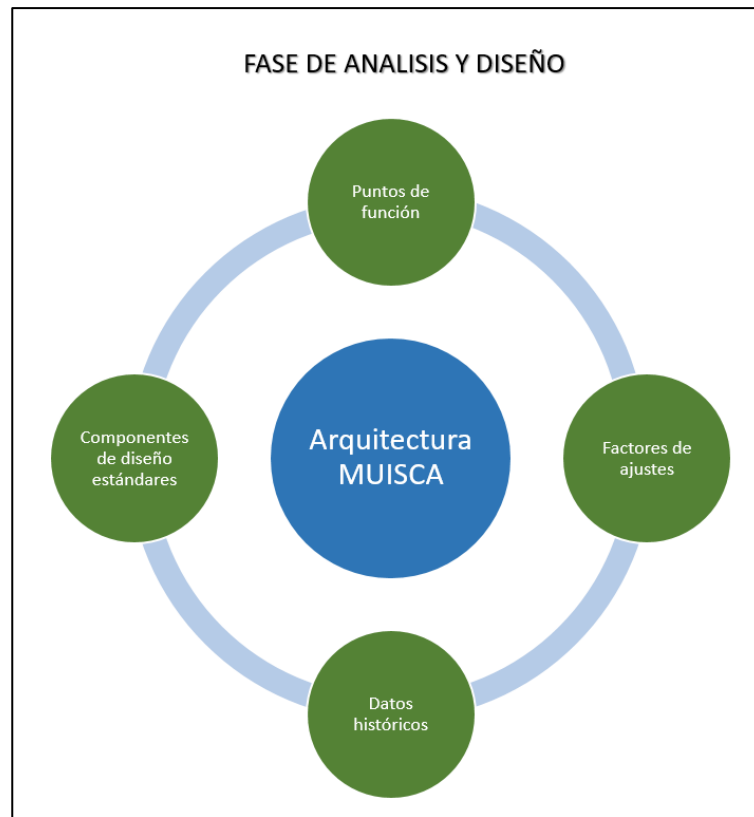 FASE DE ANALISIS Y DISEÑO
Puntos de
función
Componentes
de diseño
estándares
Arquitectura
MUISCA
Factores de
ajustes
Datos
históricos